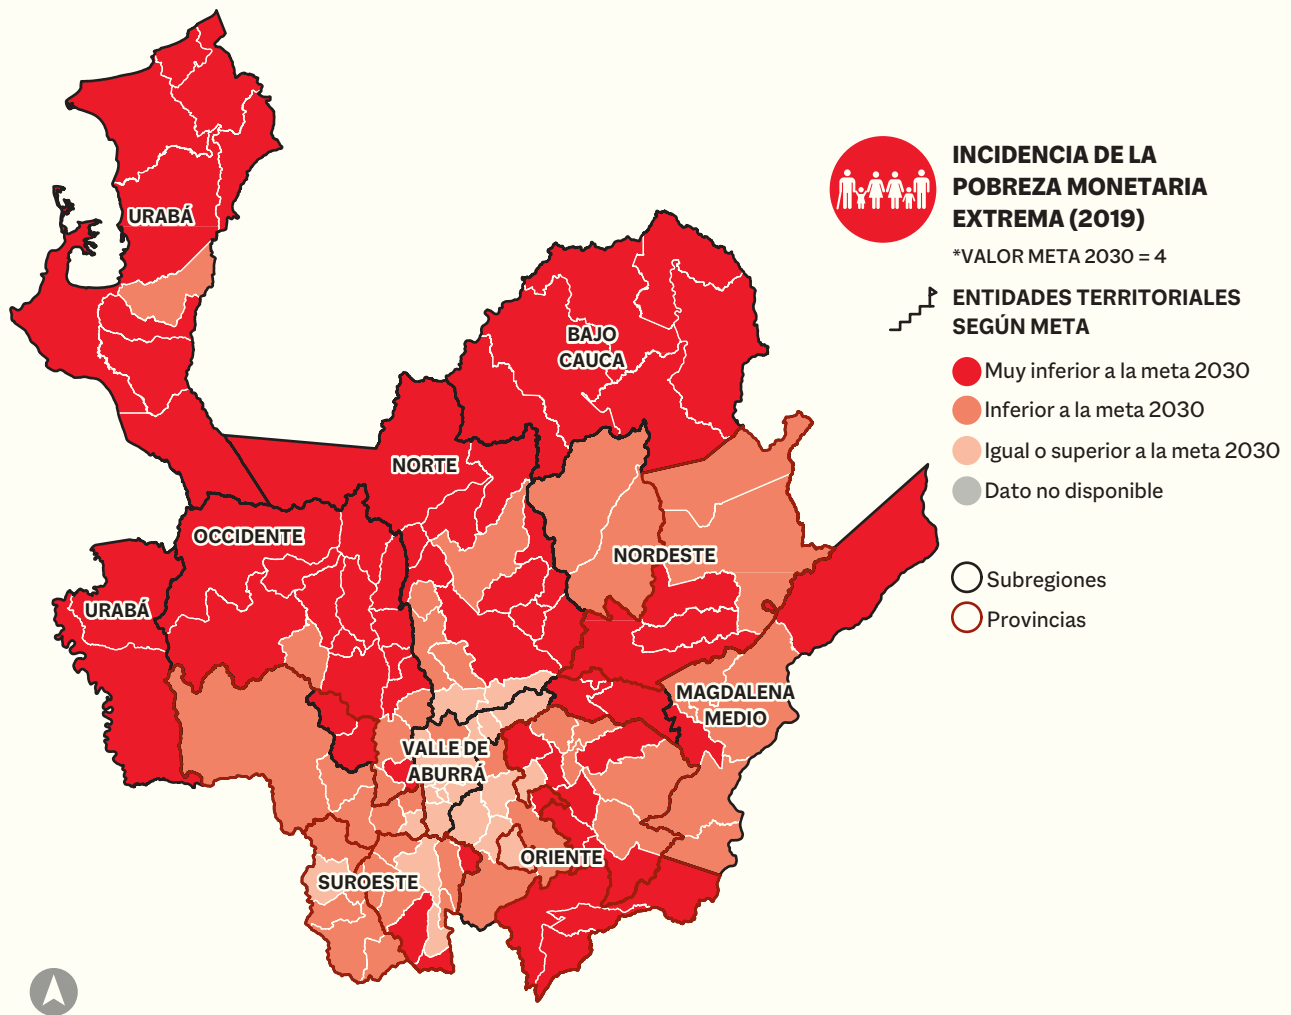 INCIDENCIA DE LA
POBREZA MONETARIA
EXTREMA (2019)
*VALOR META 2030 = 4
ENTIDADES TERRITORIALES
SEGÚN META
Muy inferior a la meta 2030
Inferior a la meta 2030
Igual o superior a la meta 2030
Dato no disponible
Subregiones
Provincias
URABÁ
BAJO
CAUCA
NORTE
OCCIDENTE
NORDESTE
URABÁ
MAGDALENA
MEDIO
VALLE DE
ABURRÁ
ORIENTE
SUROESTE